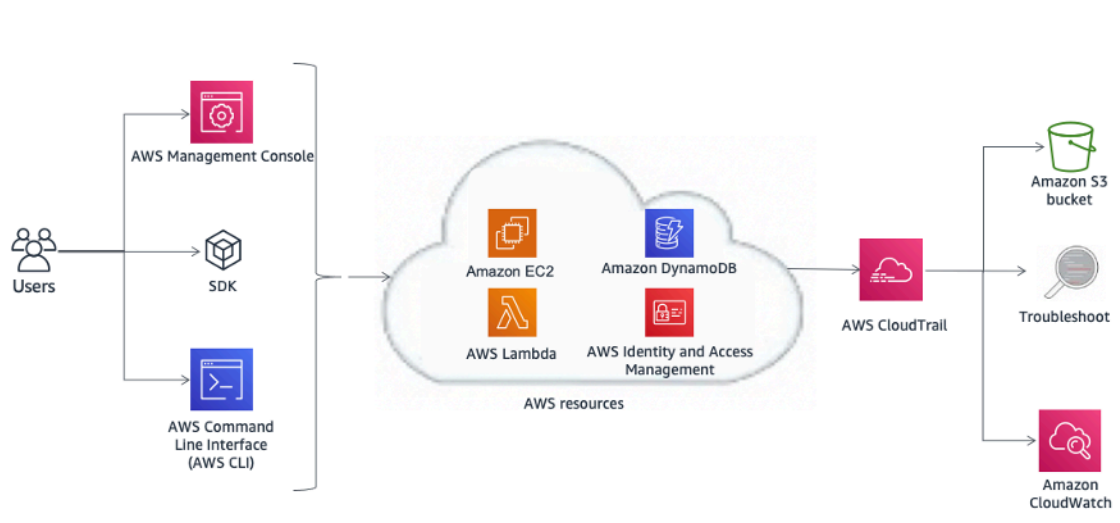 Users
AWS Management Console
SDK
AWS Command
Line Interface
(AWS CLI)
Amazon EC2
Amazon DynamoDB
AWS Lambda
AWS Identity and Access
Management
AWS resources
AWS CloudTrail
Amazon S3
bucket
Troubleshoot
Amazon
CloudWatch